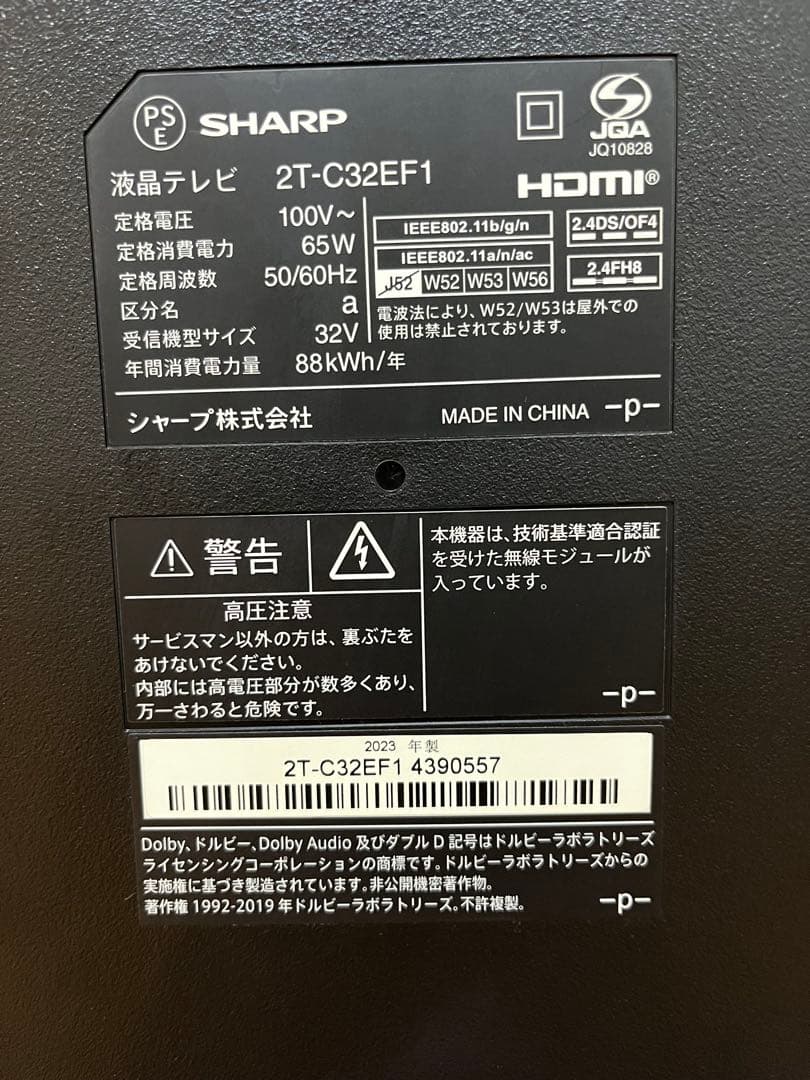 PS
E
SHARP
JQA
JQ10828
液晶テレビ 2T-C32EF1
HDMI®
定格電圧 100V~
定格消費電力 65W
定格周波数 50/60Hz
区分名 a
受信機型サイズ 32V
年間消費電力量 88kWh/年
IEEE802.11b/g/n
IEEE802.11a/n/ac
J52 W52 W53 W56
2.4DS/OF4
2.4FH8
電波法により、W52/W53は屋外での
使用は禁止されております。
シャープ株式会社 MADE IN CHINA -p-
警告
高圧注意
サービスマン以外の方は、裏ぶたを
あけないでください。
内部には高電圧部分が数多くあり、
万一さわると危険です。
本機器は、技術基準適合認証
を受けた無線モジュールが
入っています。
-p-
2023 年製
2T-C32EF1 4390557
Dolby、ドルビー、Dolby Audio 及びダブル D 記号はドルビーラボラトリーズ
ライセンシングコーポレーションの商標です。ドルビーラボラトリーズからの
実施権に基づき製造されています。非公開機密著作物。
著作権 1992-2019 年ドルビーラボラトリーズ。不許複製。
-p-